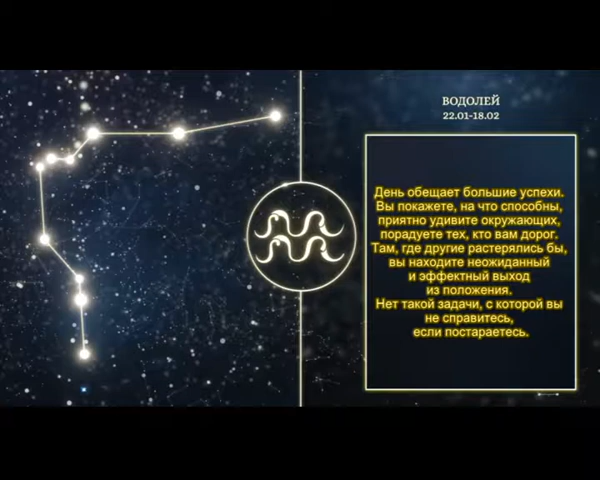 ВОДОЛЕЙ
22.01-18.02
День обещает большие успехи.
Вы покажете, на что способны,
приятно удивите окружающих,
порадуете тех, кто вам дорог.
Там, где другие растерялись бы,
вы находите неожиданный
и эффектный выход
из положения.
Нет такой задачи, с которой вы
не справитесь,
если постараетесь.